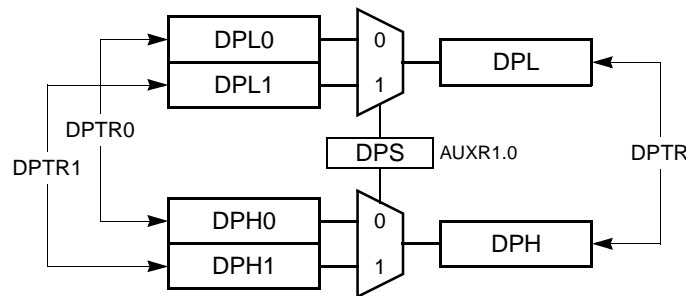 DPL0
0
DPL1
1
DPL
DPTR0
DPTR1
DPS
AUXR1.0
DPTR
DPH0
0
DPH1
1
DPH